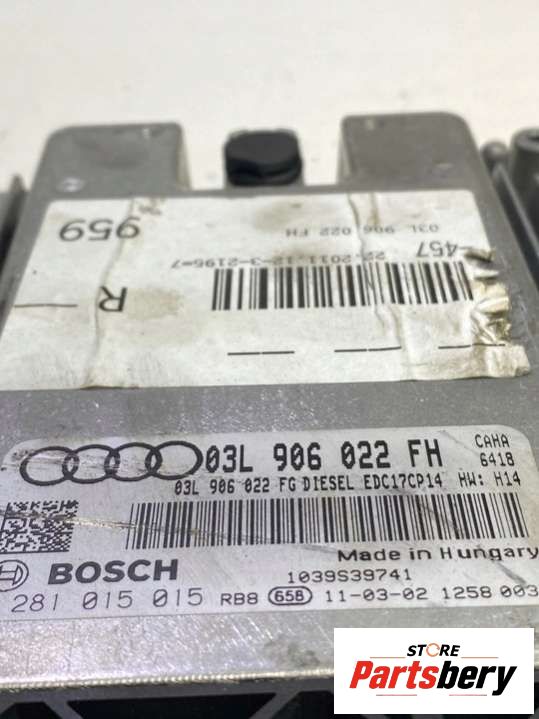 959
-457
03L 906 022 FH
22-2011-12-3-2195-7
R
03L 906 022 FH
CAHA
6418
03L 906 022 FG DIESEL EDC17CP14 HW: H14
Made in Hungary
BOSCH
1039S39741
281 015 015 RB8 658 11-03-02 1258 003
STORE
Partsbery